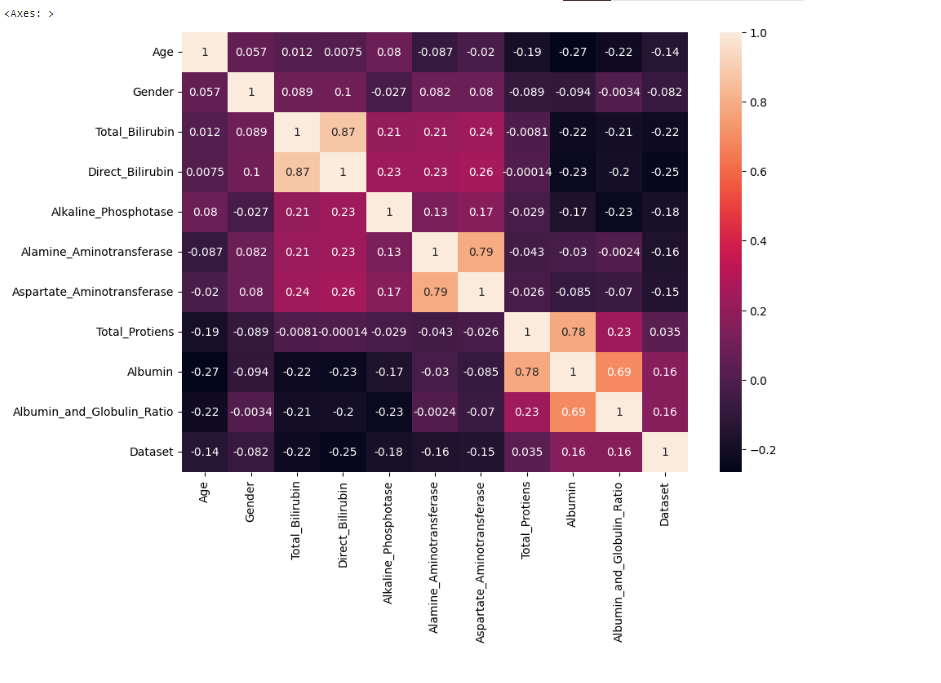 <Axes: >
Age 1 0.057 0.012 0.0075 0.08 -0.087 -0.02 -0.19 -0.27 -0.22 -0.14
Gender 0.057 1 0.089 0.1 -0.027 0.082 0.08 -0.089 -0.094 -0.0034 -0.082
Total_Bilirubin 0.012 0.089 1 0.87 0.21 0.21 0.24 -0.0081 -0.22 -0.21 -0.22
Direct_Bilirubin 0.0075 0.1 0.87 1 0.23 0.23 0.26 -0.00014 -0.23 -0.2 -0.25
Alkaline_Phosphotase 0.08 -0.027 0.21 0.23 1 0.13 0.17 -0.029 -0.17 -0.23 -0.18
Alamine_Aminotransferase -0.087 0.082 0.21 0.23 0.13 1 0.79 -0.043 -0.03 -0.0024 -0.16
Aspartate_Aminotransferase -0.02 0.08 0.24 0.26 0.17 0.79 1 -0.026 -0.085 -0.07 -0.15
Total_Protiens -0.19 -0.089 -0.0081 -0.00014 -0.029 -0.043 -0.026 1 0.78 0.23 0.035
Albumin -0.27 -0.094 -0.22 -0.23 -0.17 -0.03 -0.085 0.78 1 0.69 0.16
Albumin_and_Globulin_Ratio -0.22 -0.0034 -0.21 -0.2 -0.23 -0.0024 -0.07 0.23 0.69 1 0.16
Dataset -0.14 -0.082 -0.22 -0.25 -0.18 -0.16 -0.15 0.035 0.16 0.16 1
Age
Gender
Total_Bilirubin
Direct_Bilirubin
Alkaline_Phosphotase
Alamine_Aminotransferase
Aspartate_Aminotransferase
Total_Protiens
Albumin
Albumin_and_Globulin_Ratio
Dataset
1.0
0.8
0.6
0.4
0.2
0.0
−0.2